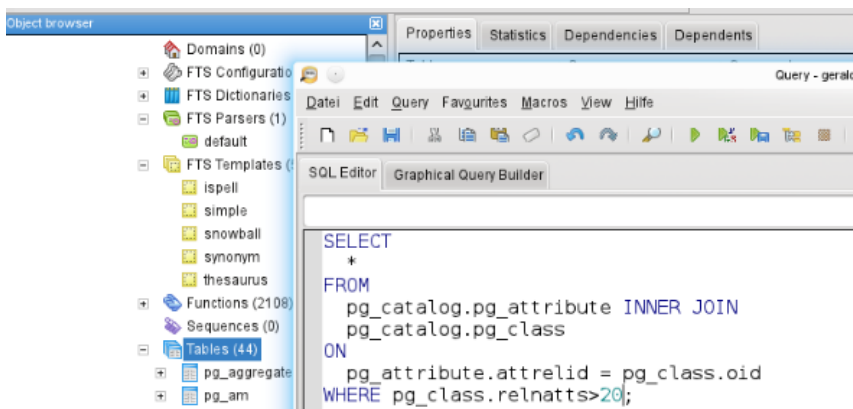 Object browser
Domains (0)
FTS Configuratio
FTS Dictionaries
FTS Parsers (1)
default
FTS Templates (
ispell
simple
snowball
synonym
thesaurus
Functions (2108)
Sequences (0)
Tables (44)
pg_aggregate
pg_am
Properties Statistics Dependencies Dependents
Query - gerald
Datei Edit Query Favourites Macros View Hilfe
SQL Editor Graphical Query Builder
SELECT
*
FROM
pg_catalog.pg_attribute INNER JOIN
pg_catalog.pg_class
ON
pg_attribute.attrelid = pg_class.oid
WHERE pg_class.relnatts>20;